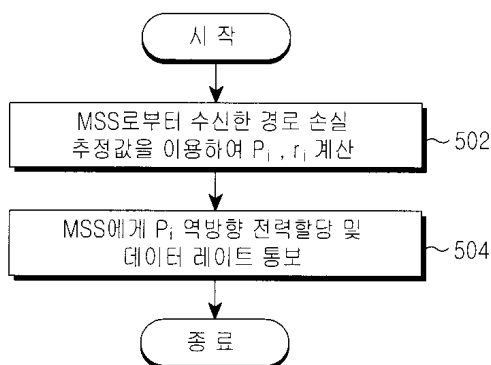 시 작
MSS로부터 수신한 경로 손실
추정값을 이용하여 Pi , ri 계산
502
MSS에게 Pi 역방향 전력할당 및
데이터 레이트 통보
504
종 료